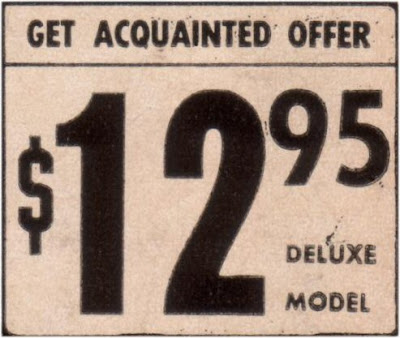 GET ACQUAINTED OFFER
$12 95
DELUXE
MODEL